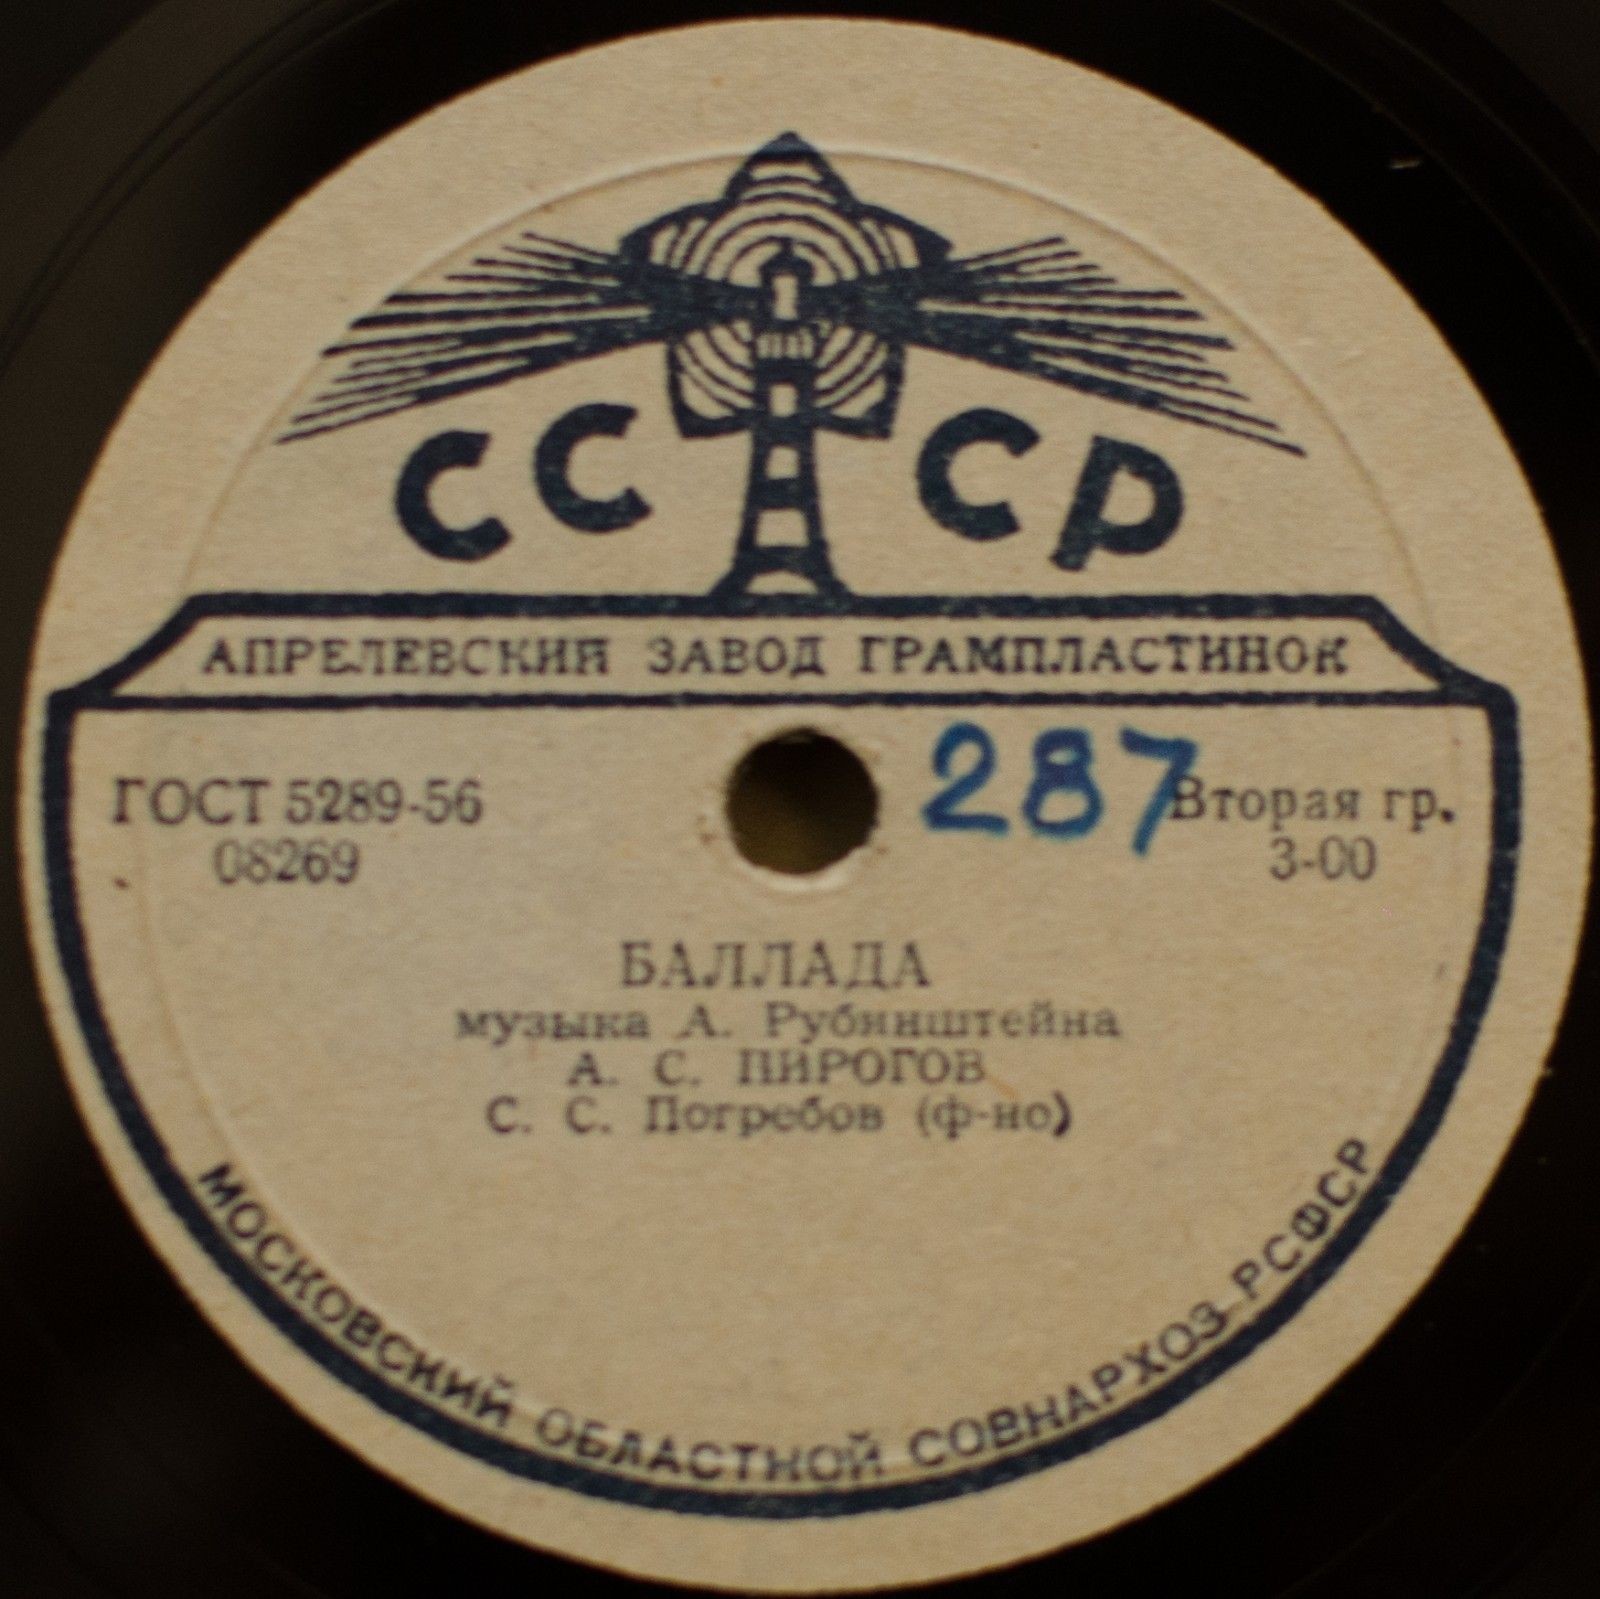 СССР
АПРЕЛЕВСКИЙ ЗАВОД ГРАМПЛАСТИНОК
287
ГОСТ 5289-56
Вторая гр.
08269
3-00
БАЛЛАДА
музыка А. Рубинштейна
А. С. ПИРОГОВ
С. С. Погребов (ф-но)
МОСКОВСКИЙ ОБЛАСТНОЙ СОВНАРХОЗ-РСФСР